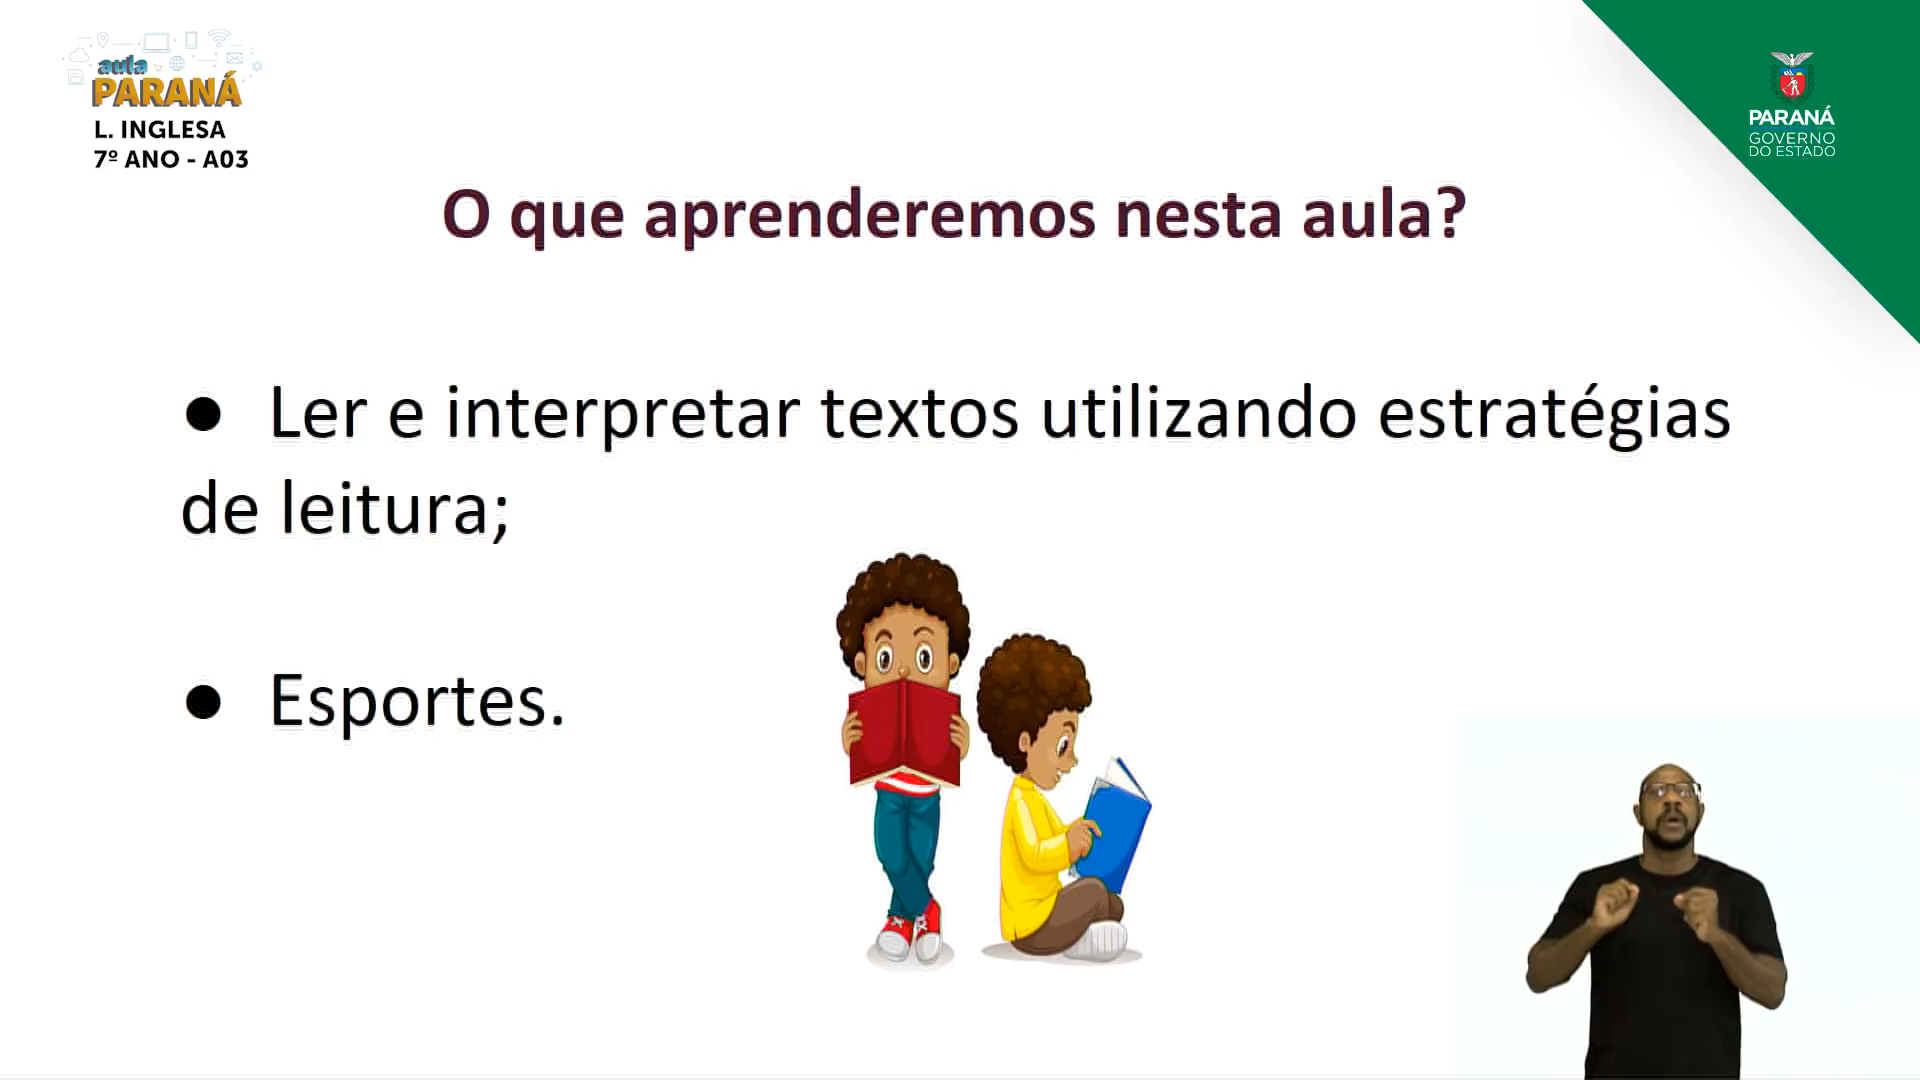 aula
PARANÁ
L. INGLESA
7º ANO - A03
PARANÁ
GOVERNO
DO ESTADO
O que aprenderemos nesta aula?
● Ler e interpretar textos utilizando estratégias
de leitura;
● Esportes.